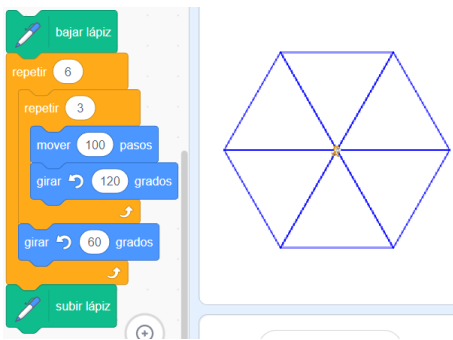 bajar lápiz
repetir 6
repetir 3
mover 100 pasos
girar 120 grados
girar 60 grados
subir lápiz